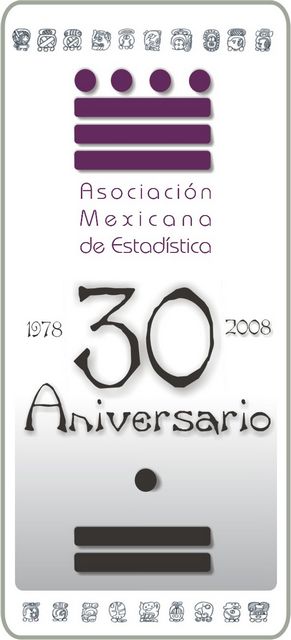 Asociación
Mexicana
de Estadística
30
1978 2008
Aniversario